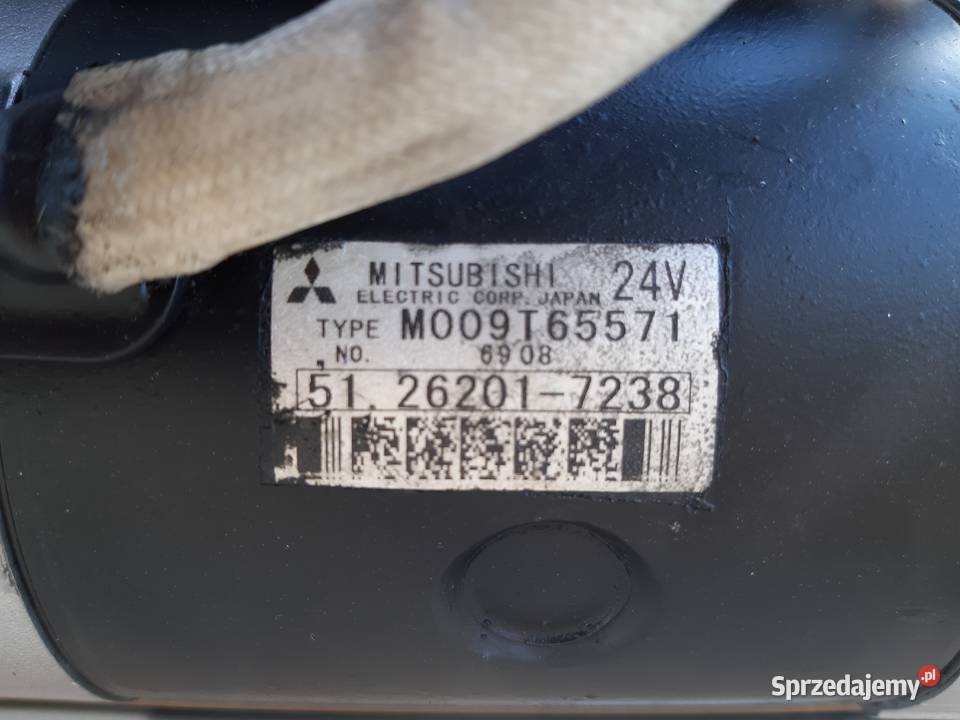 MITSUBISHI 24V
ELECTRIC CORP. JAPAN
TYPE M009T65571
NO. 6908
51. 26201-7238
Sprzedajemy.pl